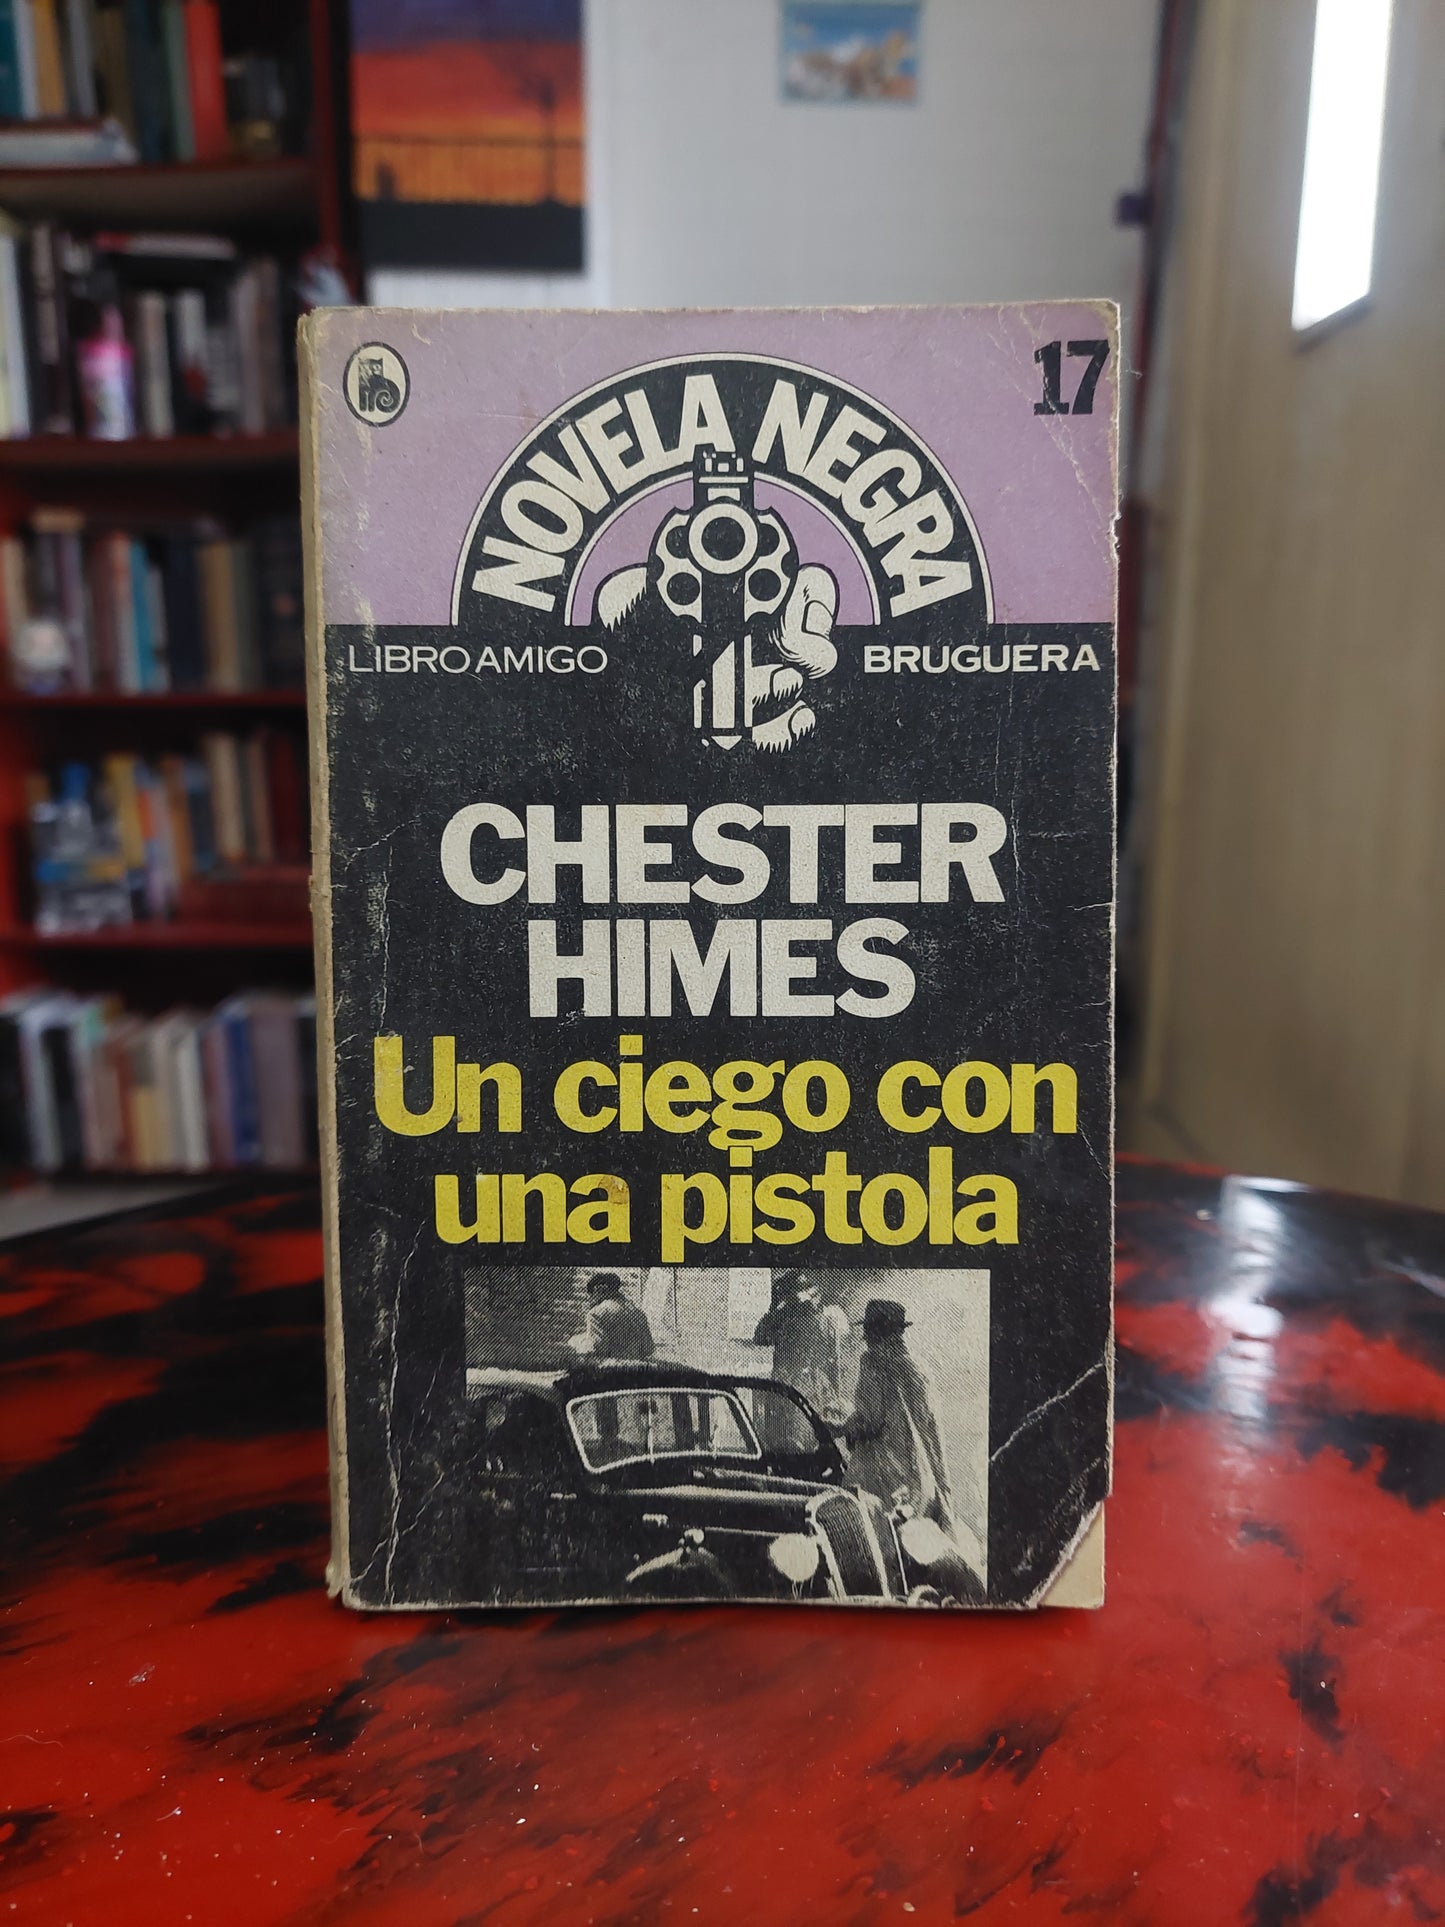 17
NOVELA NEGRA
LIBRO AMIGO
BRUGUERA
CHESTER
HIMES
Un ciego con
una pistola